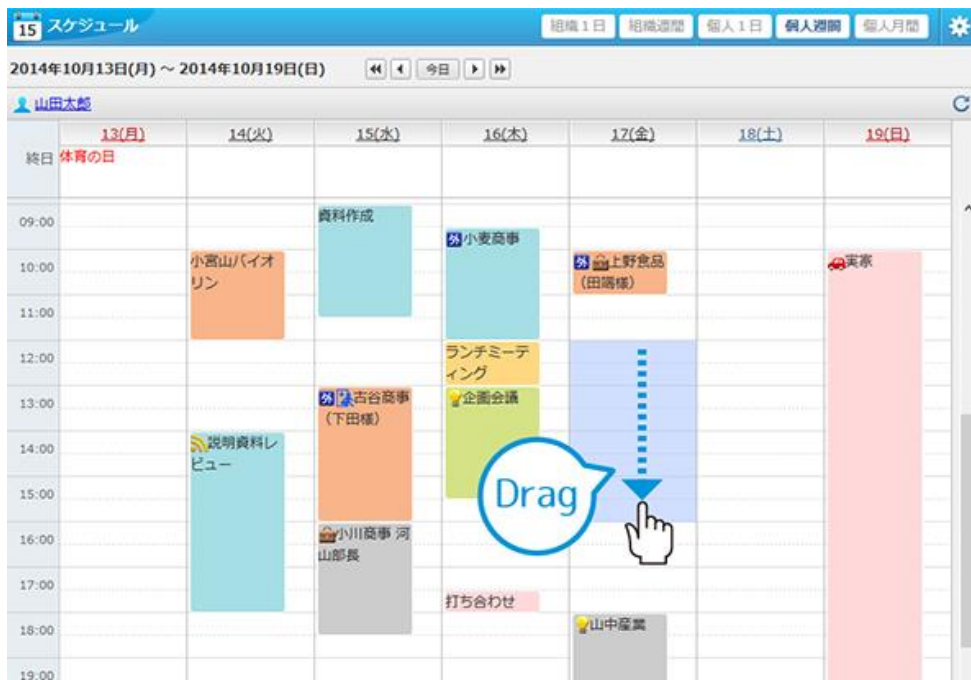 15 スケジュール 組織1日 組織週間 個人1日 個人週間 個人月間
2014年10月13日(月) ～ 2014年10月19日(日) 今日
山田太郎
13(月) 14(火) 15(水) 16(木) 17(金) 18(土) 19(日)
終日 体育の日
09:00
資料作成
外 小麦商事
10:00
小宮山バイオ
リン
外 上野食品
（田端様）
実家
11:00
12:00
ランチミーテ
ィング
13:00
外 古谷商事
（下田様）
企画会議
14:00
説明資料レ
ビュー
15:00
Drag
16:00
小川商事 河
山部長
17:00
打ち合わせ
18:00
山中産業
19:00